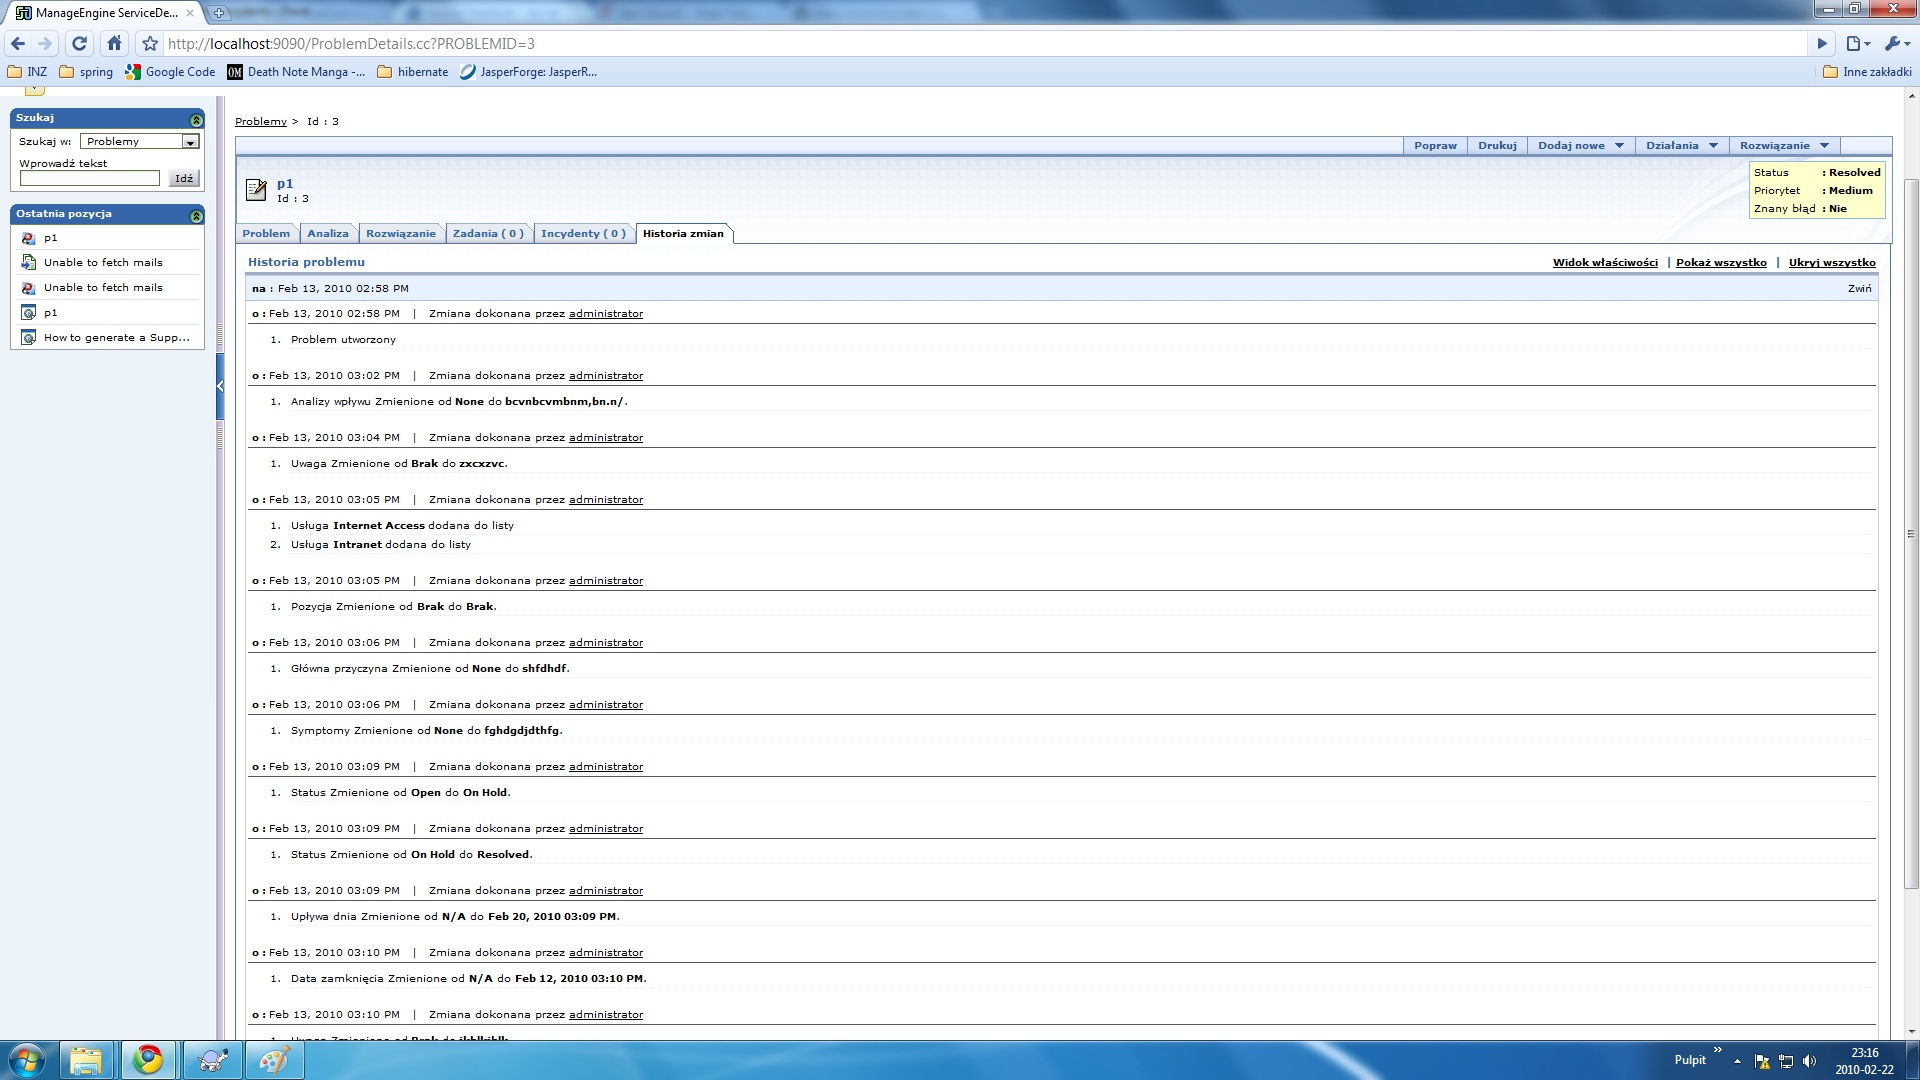 ManageEngine ServiceDe...
http://localhost:9090/ProblemDetails.cc?PROBLEMID=3
INZ spring Google Code Death Note Manga -... hibernate JasperForge: JasperR... Inne zakładki
Szukaj
Szukaj w: Problemy
Wprowadź tekst
Idź
Ostatnia pozycja
p1
Unable to fetch mails
Unable to fetch mails
p1
How to generate a Supp...
Problemy > Id : 3
Popraw Drukuj Dodaj nowe Działania Rozwiązanie
p1
Id : 3
Status : Resolved
Priorytet : Medium
Znany błąd : Nie
Problem Analiza Rozwiązanie Zadania ( 0 ) Incydenty ( 0 ) Historia zmian
Historia problemu Widok właściwości | Pokaż wszystko | Ukryj wszystko
na : Feb 13, 2010 02:58 PM Zwiń
o : Feb 13, 2010 02:58 PM | Zmiana dokonana przez administrator
1. Problem utworzony
o : Feb 13, 2010 03:02 PM | Zmiana dokonana przez administrator
1. Analizy wpływu Zmienione od None do bcvnbcvmbnm,bn.n/.
o : Feb 13, 2010 03:04 PM | Zmiana dokonana przez administrator
1. Uwaga Zmienione od Brak do zxcxzvc.
o : Feb 13, 2010 03:05 PM | Zmiana dokonana przez administrator
1. Usługa Internet Access dodana do listy
2. Usługa Intranet dodana do listy
o : Feb 13, 2010 03:05 PM | Zmiana dokonana przez administrator
1. Pozycja Zmienione od Brak do Brak.
o : Feb 13, 2010 03:06 PM | Zmiana dokonana przez administrator
1. Główna przyczyna Zmienione od None do shfdhdf.
o : Feb 13, 2010 03:06 PM | Zmiana dokonana przez administrator
1. Symptomy Zmienione od None do fghdgdjdthfg.
o : Feb 13, 2010 03:09 PM | Zmiana dokonana przez administrator
1. Status Zmienione od Open do On Hold.
o : Feb 13, 2010 03:09 PM | Zmiana dokonana przez administrator
1. Status Zmienione od On Hold do Resolved.
o : Feb 13, 2010 03:09 PM | Zmiana dokonana przez administrator
1. Upływa dnia Zmienione od N/A do Feb 20, 2010 03:09 PM.
o : Feb 13, 2010 03:10 PM | Zmiana dokonana przez administrator
1. Data zamknięcia Zmienione od N/A do Feb 12, 2010 03:10 PM.
o : Feb 13, 2010 03:10 PM | Zmiana dokonana przez administrator
1. Uwaga Zmienione od Brak do
Pulpit 23:16
2010-02-22